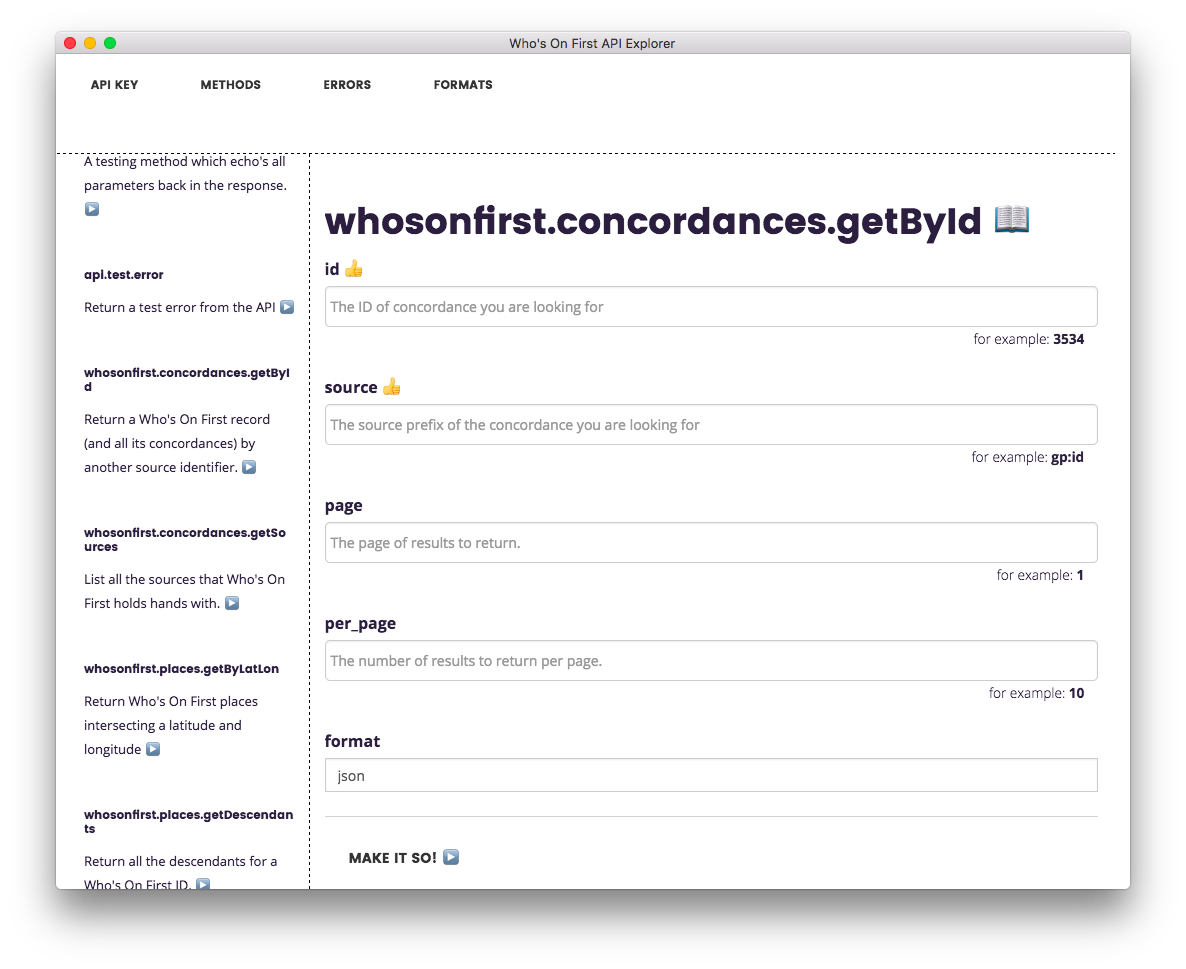 Who's On First API Explorer
API KEY METHODS ERRORS FORMATS
A testing method which echo's all
parameters back in the response.
api.test.error
Return a test error from the API
whosonfirst.concordances.getByI
d
Return a Who's On First record
(and all its concordances) by
another source identifier.
whosonfirst.concordances.getSo
urces
List all the sources that Who's On
First holds hands with.
whosonfirst.places.getByLatLon
Return Who's On First places
intersecting a latitude and
longitude
whosonfirst.places.getDescendan
ts
Return all the descendants for a
Who's On First ID.
whosonfirst.concordances.getById
id
The ID of concordance you are looking for
for example: 3534
source
The source prefix of the concordance you are looking for
for example: gp:id
page
The page of results to return.
for example: 1
per_page
The number of results to return per page.
for example: 10
format
json
MAKE IT SO!